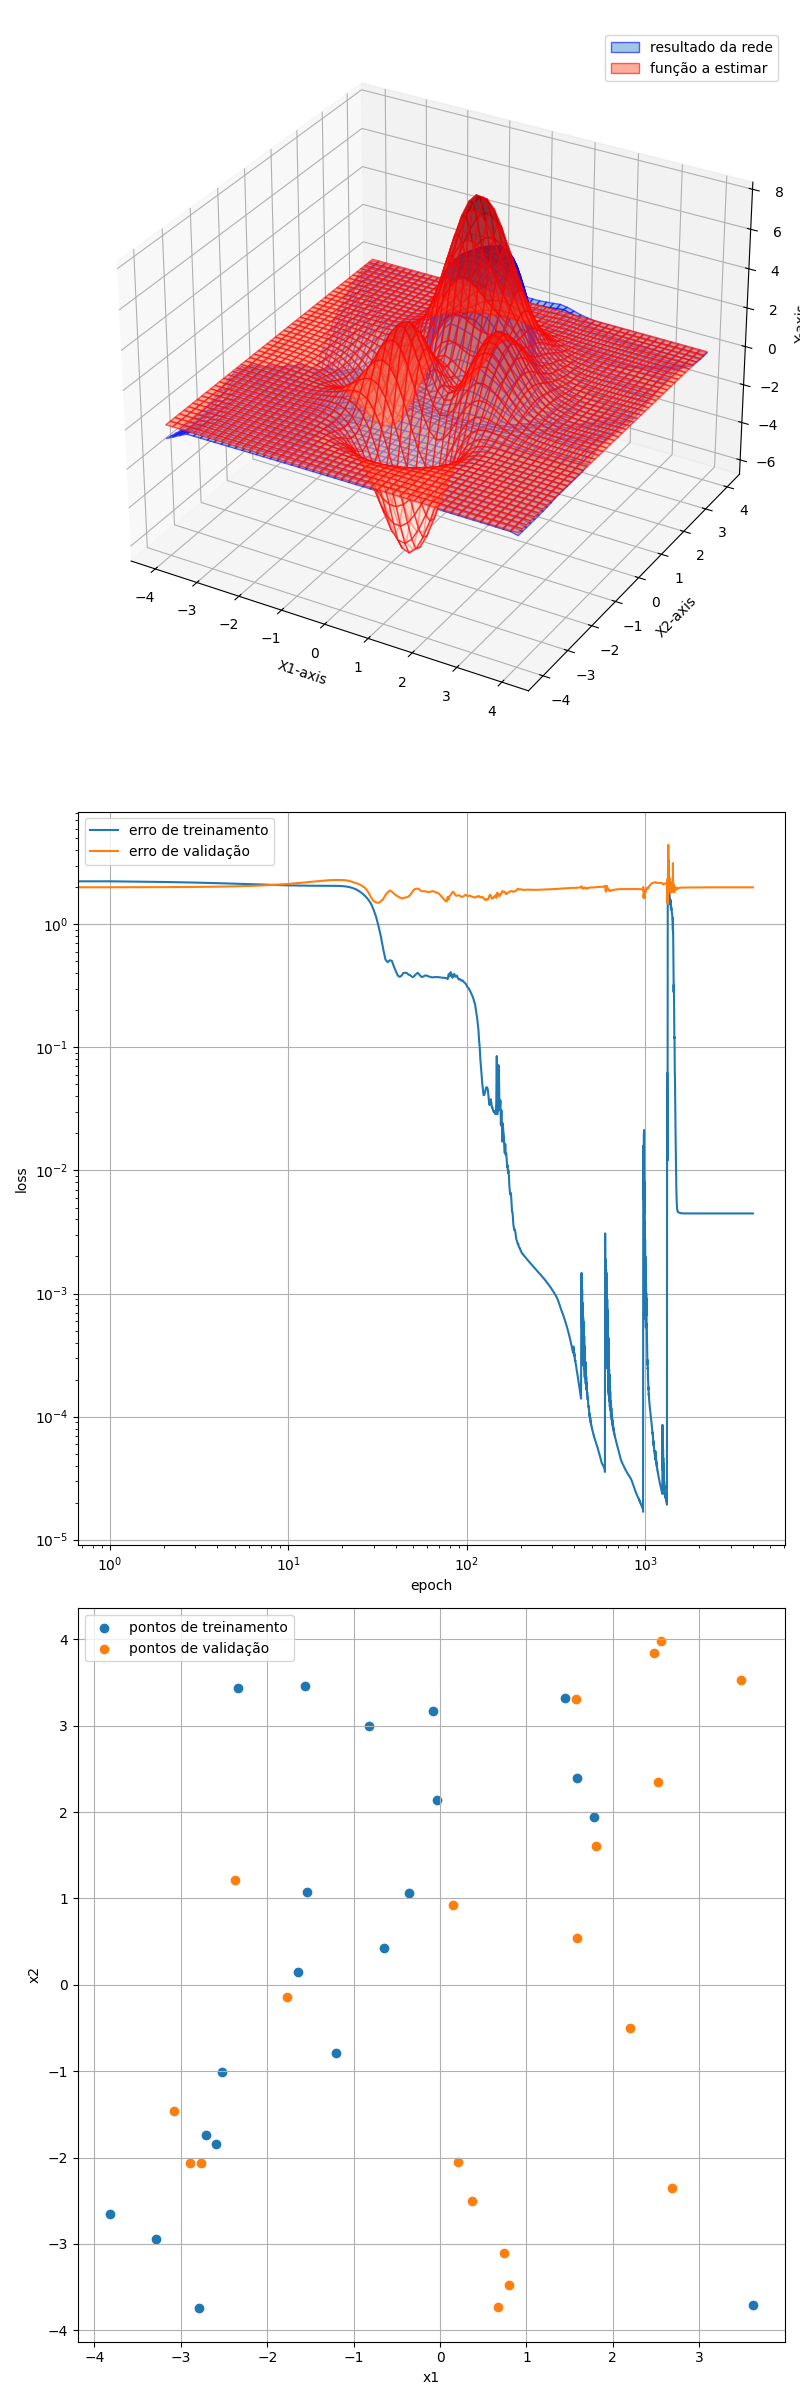 resultado da rede
função a estimar
8
6
4
2
0
−2
−4
−6
−4
−3
−2
−1
0
1
2
3
4
−4
−3
−2
−1
0
1
2
3
4
X1-axis
X2-axis
erro de treinamento
erro de validação
10^0
10^−1
10^−2
10^−3
10^−4
10^−5
loss
10^0 10^1 10^2 10^3
epoch
pontos de treinamento
pontos de validação
4
3
2
1
0
−1
−2
−3
−4
x2
−4 −3 −2 −1 0 1 2 3
x1